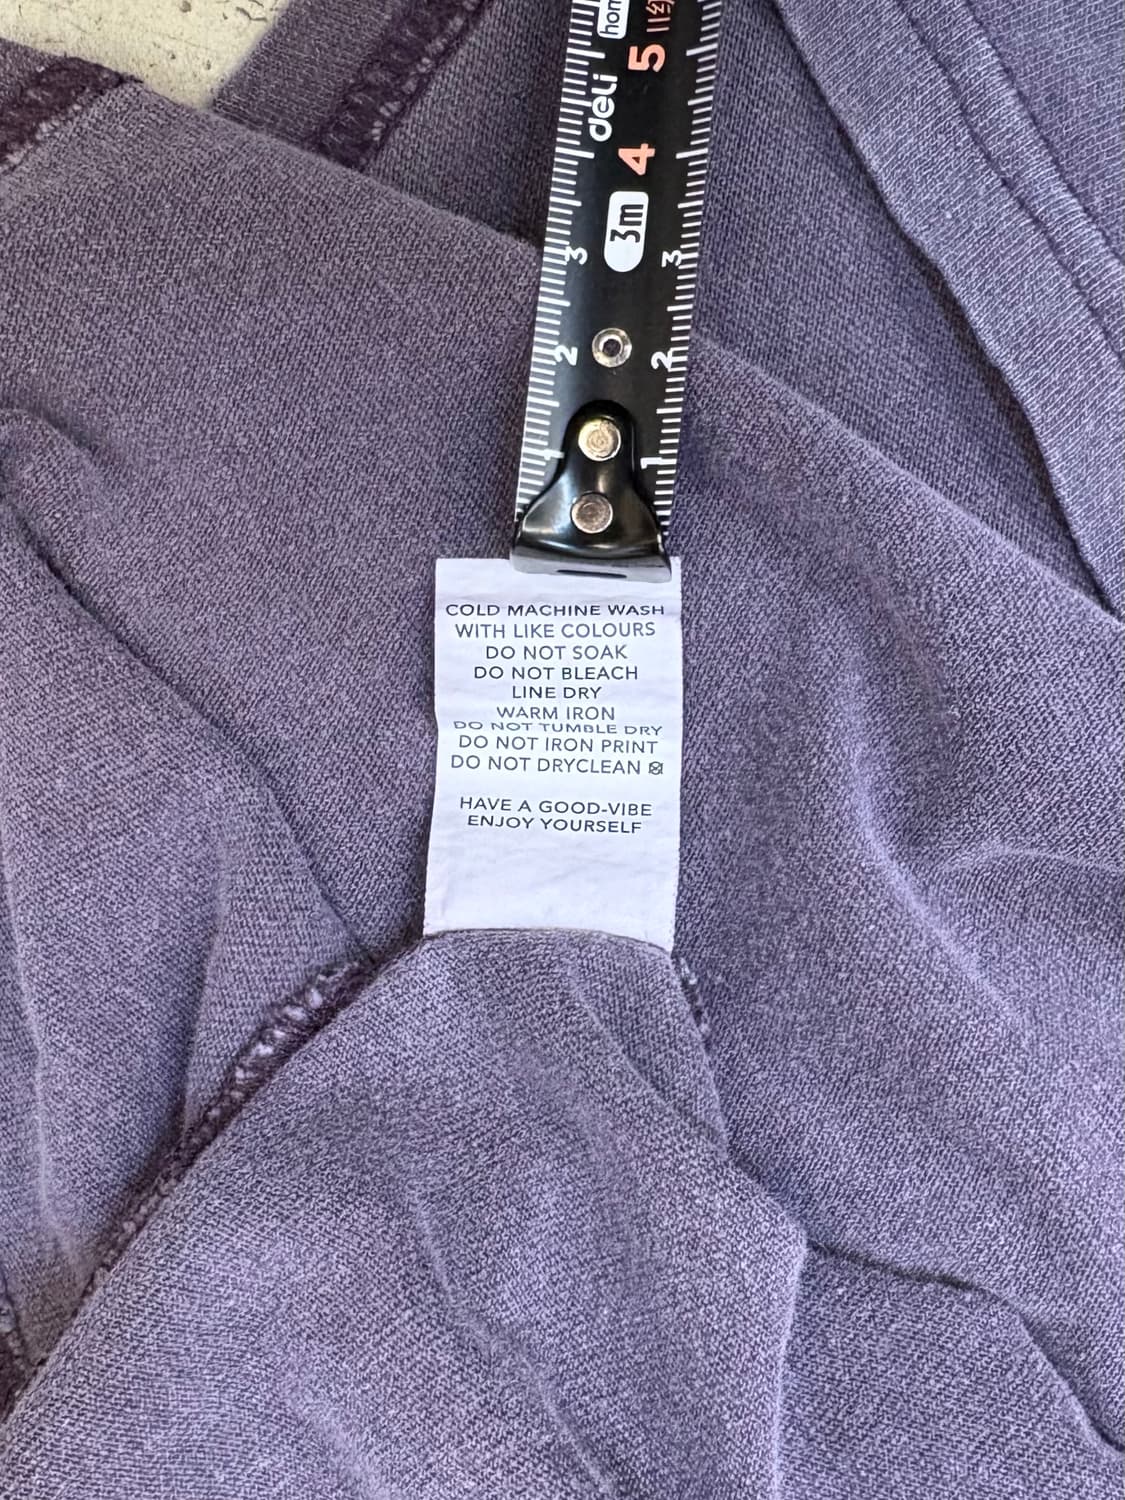 hom
5
deli
4
3m
3 3
2 2
1 1
COLD MACHINE WASH
WITH LIKE COLOURS
DO NOT SOAK
DO NOT BLEACH
LINE DRY
WARM IRON
DO NOT TUMBLE DRY
DO NOT IRON PRINT
DO NOT DRYCLEAN
HAVE A GOOD-VIBE
ENJOY YOURSELF